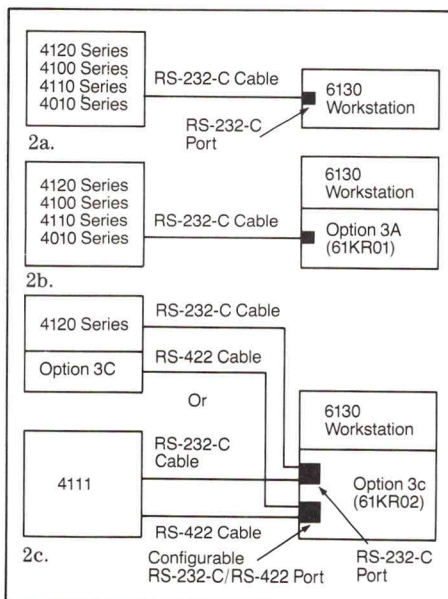 4120 Series
4100 Series
4110 Series
4010 Series
RS-232-C Cable
6130
Workstation
RS-232-C
Port
2a.
4120 Series
4100 Series
4110 Series
4010 Series
RS-232-C Cable
6130
Workstation
Option 3A
(61KR01)
2b.
4120 Series
Option 3C
RS-232-C Cable
RS-422 Cable
Or
4111
RS-232-C
Cable
RS-422 Cable
6130
Workstation
Option 3c
(61KR02)
Configurable
RS-232-C/RS-422 Port
RS-232-C
Port
2c.